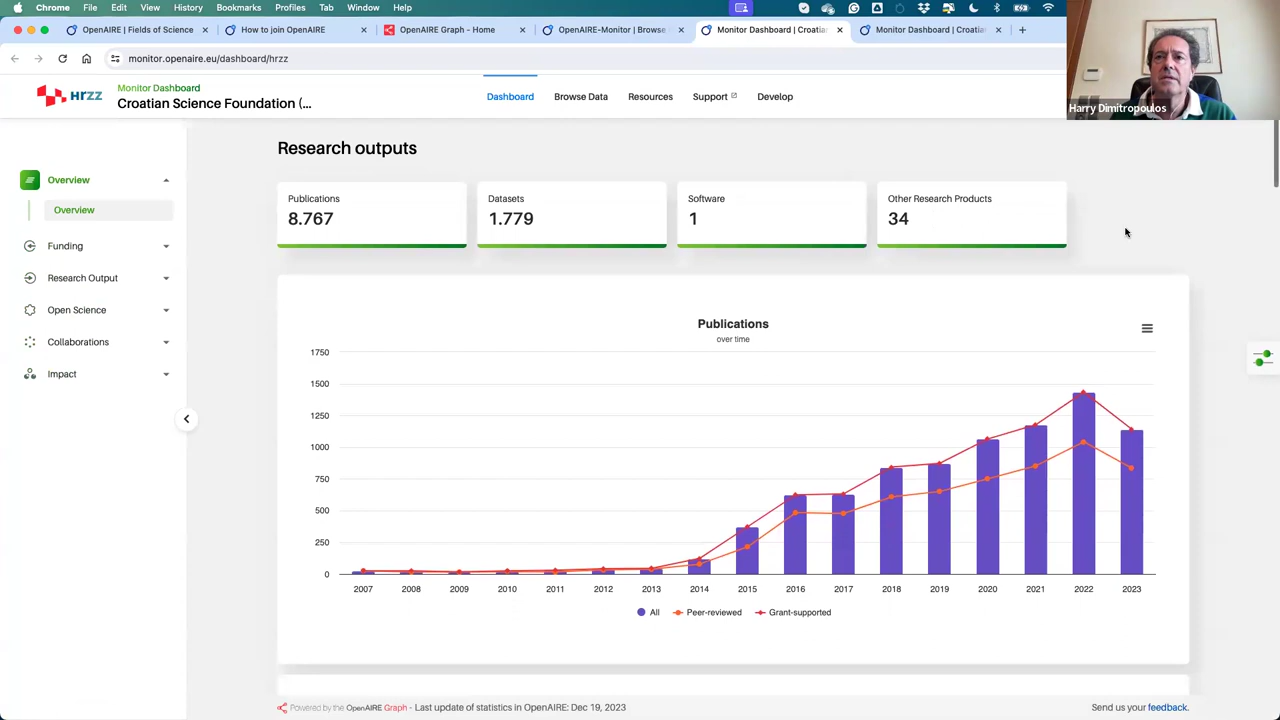 Chrome File Edit View History Bookmarks Profiles Tab Window Help
OpenAIRE | Fields of Science
How to join OpenAIRE
OpenAIRE Graph - Home
OpenAIRE-Monitor | Browse
Monitor Dashboard | Croatia
Monitor Dashboard | Croatia
monitor.openaire.eu/dashboard/hrzz
hrzz
Monitor Dashboard
Croatian Science Foundation (...
Dashboard Browse Data Resources Support Develop
Harry Dimitropoulos
Overview
Overview
Funding
Research Output
Open Science
Collaborations
Impact
Research outputs
Publications
8.767
Datasets
1.779
Software
1
Other Research Products
34
Publications
over time
1750
1500
1250
1000
750
500
250
0
2007 2008 2009 2010 2011 2012 2013 2014 2015 2016 2017 2018 2019 2020 2021 2022 2023
All Peer-reviewed Grant-supported
Powered by the OpenAIRE Graph - Last update of statistics in OpenAIRE: Dec 19, 2023
Send us your feedback.